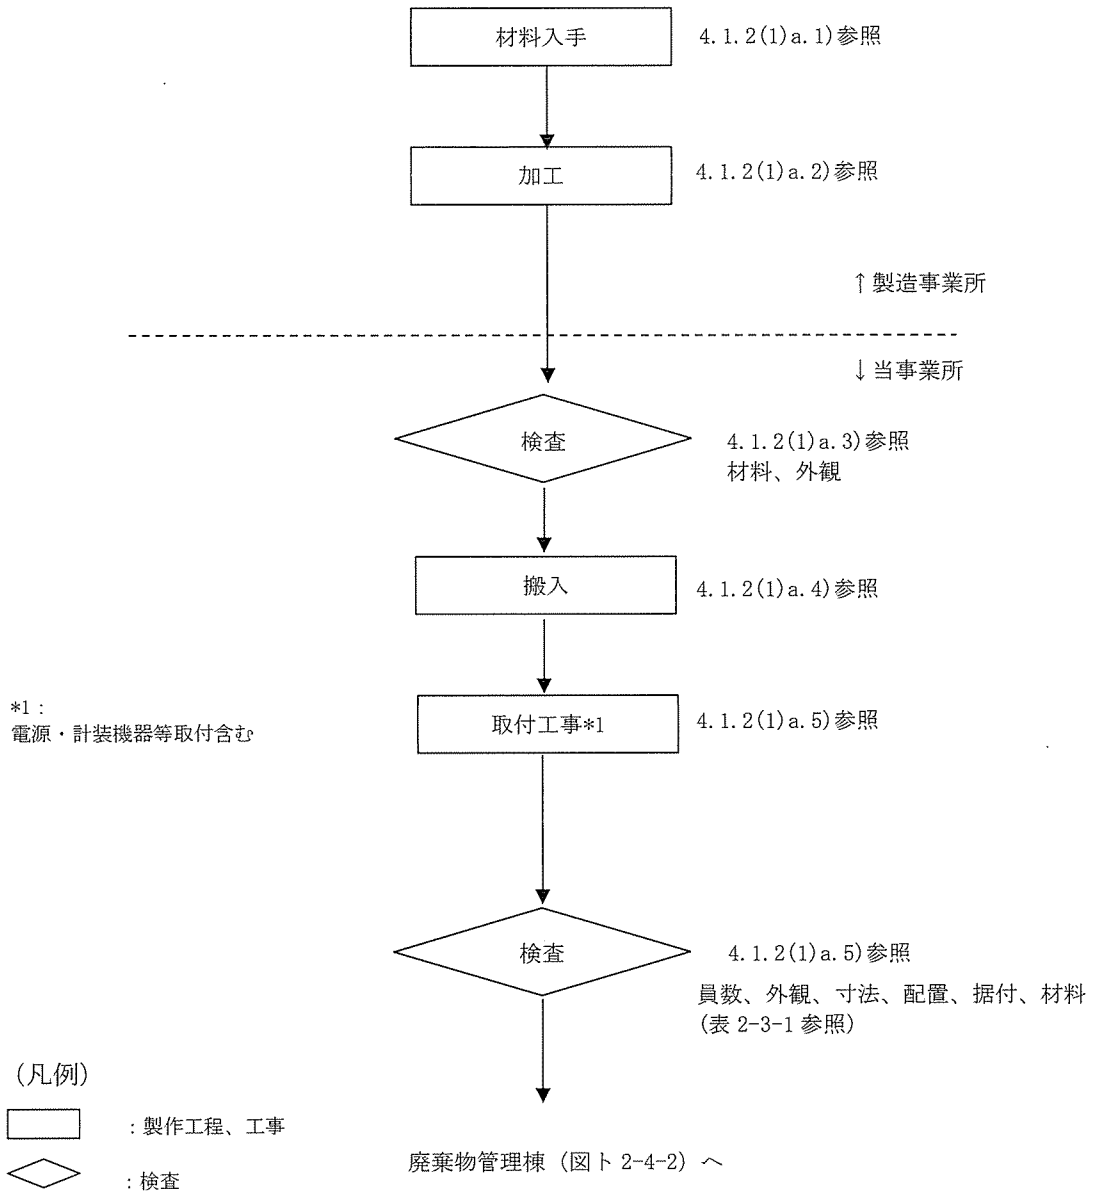 材料入手
4.1.2(1)a.1)参照
加工
4.1.2(1)a.2)参照
↑製造事業所
↓当事業所
検査
4.1.2(1)a.3)参照
材料、外観
搬入
4.1.2(1)a.4)参照
*1:
電源・計装機器等取付含む
取付工事*1
4.1.2(1)a.5)参照
検査
4.1.2(1)a.5)参照
員数、外観、寸法、配置、据付、材料
(表 2-3-1 参照)
(凡例)
:製作工程、工事
:検査
廃棄物管理棟(図ト 2-4-2)へ